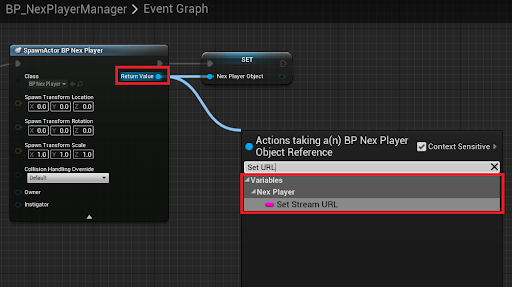 BP_NexPlayerManager > Event Graph
SpawnActor BP Nex Player
SET
Class
BP Nex Player
Return Value
Nex Player Object
Spawn Transform Location
X 0.0 Y 0.0 Z 0.0
Spawn Transform Rotation
X 0.0 Y 0.0 Z 0.0
Spawn Transform Scale
X 1.0 Y 1.0 Z 1.0
Collision Handling Override
Default
Owner
Instigator
Actions taking a(n) BP Nex Player
Object Reference
Context Sensitive
Set URL
Variables
Nex Player
Set Stream URL